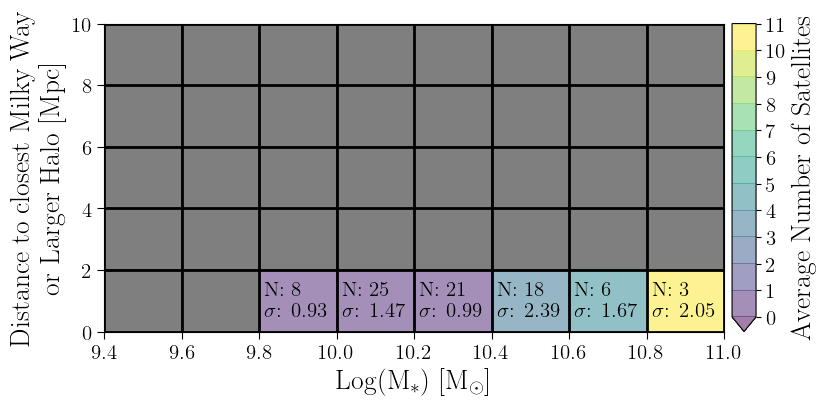 Distance to closest Milky Way
or Larger Halo [Mpc]
10
8
6
4
2
0
N: 8
σ: 0.93
N: 25
σ: 1.47
N: 21
σ: 0.99
N: 18
σ: 2.39
N: 6
σ: 1.67
N: 3
σ: 2.05
9.4 9.6 9.8 10.0 10.2 10.4 10.6 10.8 11.0
Log(M*) [M⊙]
11
10
9
8
7
6
5
4
3
2
1
0
Average Number of Satellites